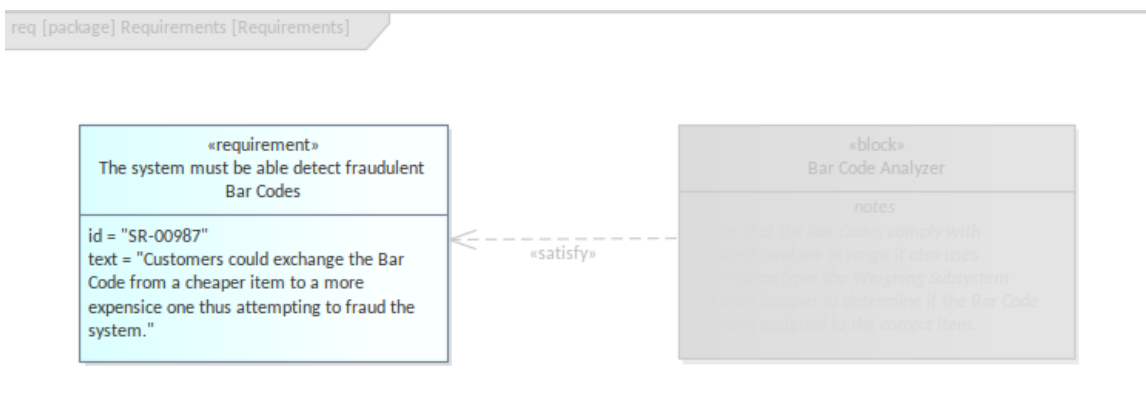 req [package] Requirements [Requirements]
«requirement»
The system must be able detect fraudulent
Bar Codes
id = "SR-00987"
text = "Customers could exchange the Bar
Code from a cheaper item to a more
expensice one thus attempting to fraud the
system."
«satisfy»
«block»
Bar Code Analyzer
notes
that the Bar Codes comply with
and are in range it also uses
from the Weighing Subsystem
to determine if the Bar Code
assigned to the correct item.